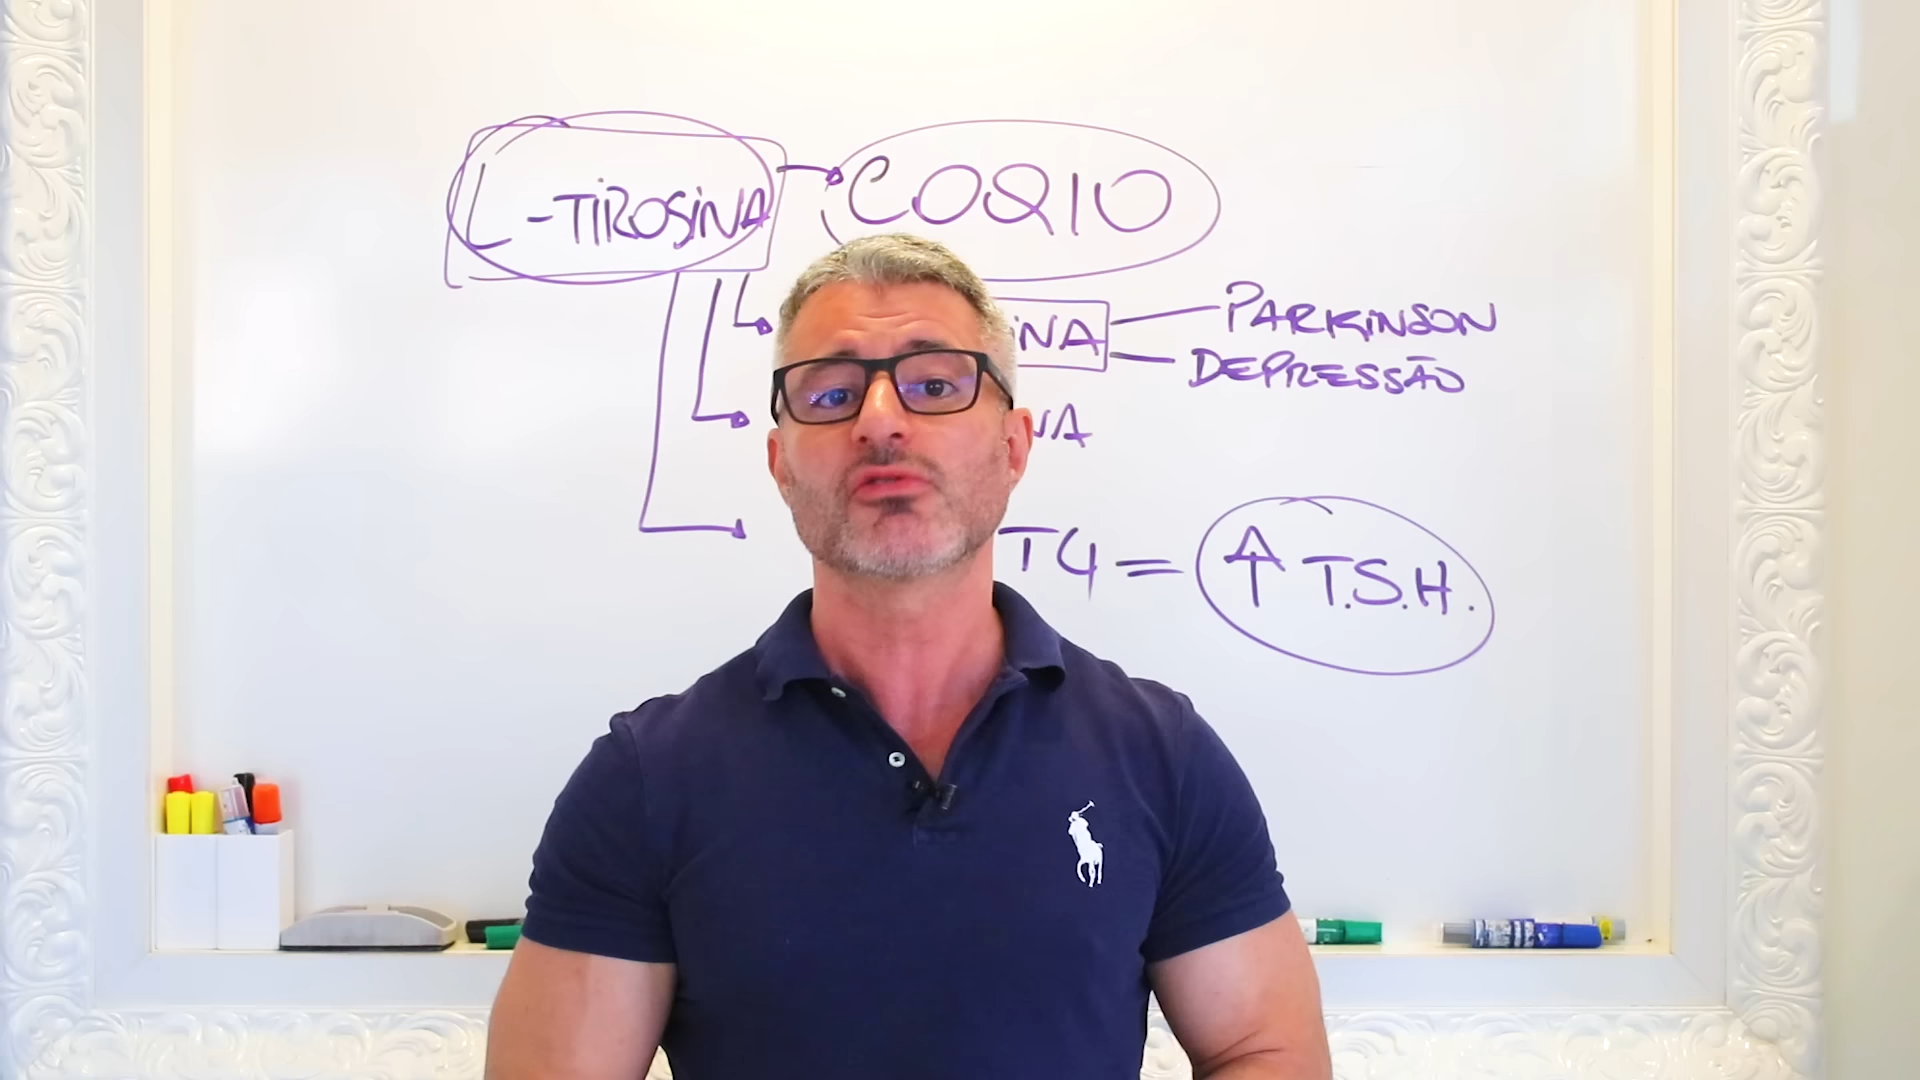 L-TIROSINA COQ10
PARKINSON
DEPRESSÃO
T4 = ↑ T.S.H.